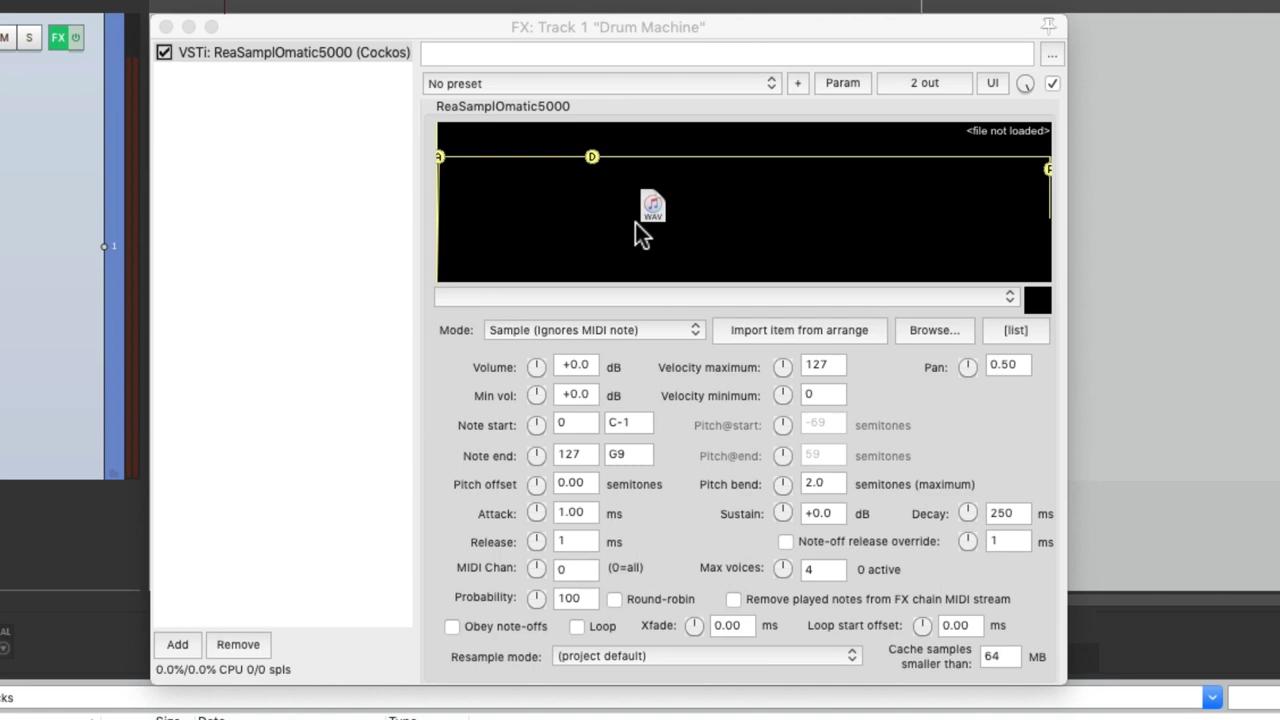 FX: Track 1 "Drum Machine"
M S FX
VSTi: ReaSamplOmatic5000 (Cockos)
...
No preset + Param 2 out UI
ReaSamplOmatic5000
<file not loaded>
A D
WAV
1
Mode: Sample (Ignores MIDI note) Import item from arrange Browse... [list]
Volume: +0.0 dB Velocity maximum: 127 Pan: 0.50
Min vol: +0.0 dB Velocity minimum: 0
Note start: 0 C-1 Pitch@start: -69 semitones
Note end: 127 G9 Pitch@end: 59 semitones
Pitch offset 0.00 semitones Pitch bend: 2.0 semitones (maximum)
Attack: 1.00 ms Sustain: +0.0 dB Decay: 250 ms
Release: 1 ms Note-off release override: 1 ms
MIDI Chan: 0 (0=all) Max voices: 4 0 active
Probability: 100 Round-robin Remove played notes from FX chain MIDI stream
Obey note-offs Loop Xfade: 0.00 ms Loop start offset: 0.00 ms
Resample mode: (project default) Cache samples
smaller than: 64 MB
Add Remove
0.0%/0.0% CPU 0/0 spls
AL
cks
Size Date Type